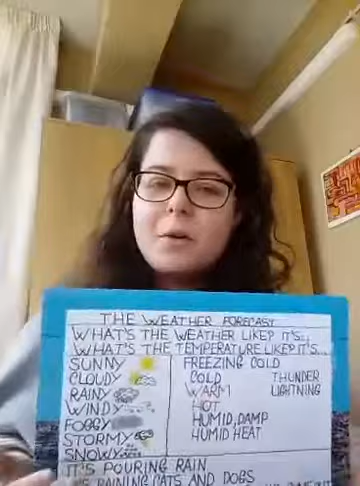 THE WEATHER FORECAST
WHAT'S THE WEATHER LIKE? IT'S...
WHAT'S THE TEMPERATURE LIKE? IT'S...
SUNNY
CLOUDY
RAINY
WINDY
FOGGY
STORMY
SNOWY
FREEZING COLD
COLD
WARM
HOT
HUMID, DAMP
HUMID HEAT
THUNDER
LIGHTNING
IT'S POURING RAIN
RAINING CATS AND DOGS